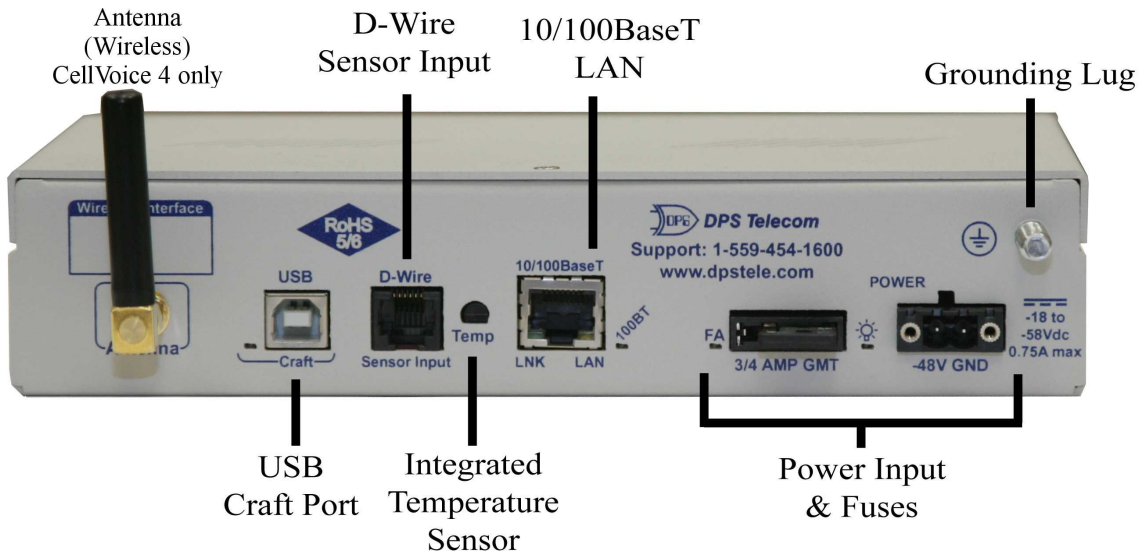 Antenna
(Wireless)
CellVoice 4 only
D-Wire
Sensor Input
10/100BaseT
LAN
Grounding Lug
Interface
RoHS
5/6
DPS DPS Telecom
Support: 1-559-454-1600
www.dpstele.com
USB
D-Wire
10/100BaseT
POWER
-18 to
-58Vdc
0.75A max
Temp
100BT
FA
Craft
Sensor Input
LNK
LAN
3/4 AMP GMT
-48V GND
USB
Craft Port
Integrated
Temperature
Sensor
Power Input
& Fuses